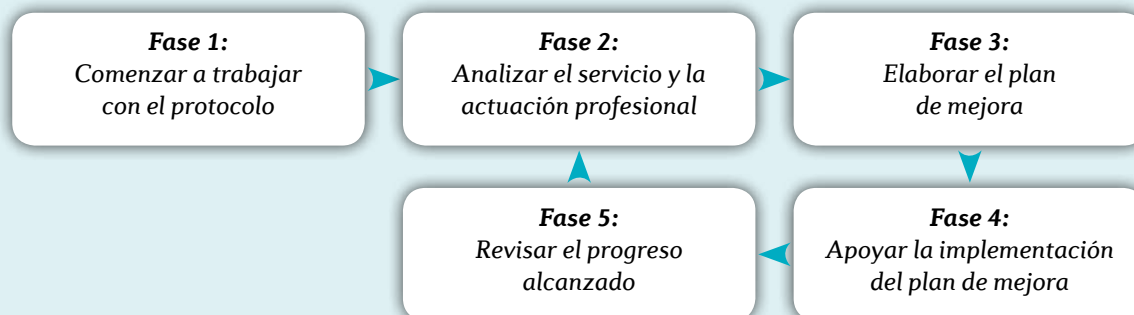 Fase 1:
Comenzar a trabajar
con el protocolo
Fase 2:
Analizar el servicio y la
actuación profesional
Fase 3:
Elaborar el plan
de mejora
Fase 4:
Apoyar la implementación
del plan de mejora
Fase 5:
Revisar el progreso
alcanzado